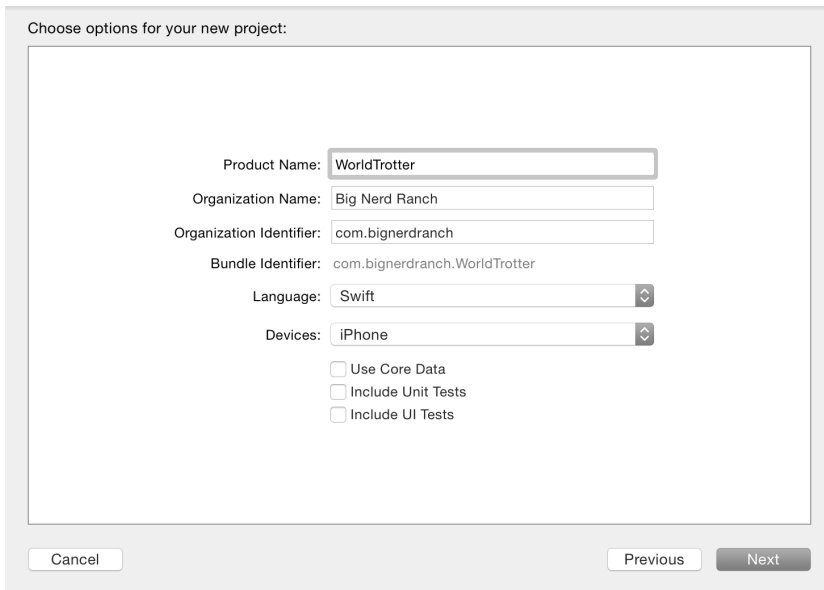 Choose options for your new project:
Product Name: WorldTrotter
Organization Name: Big Nerd Ranch
Organization Identifier: com.bignerdranch
Bundle Identifier: com.bignerdranch.WorldTrotter
Language: Swift
Devices: iPhone
Use Core Data
Include Unit Tests
Include UI Tests
Cancel Previous Next